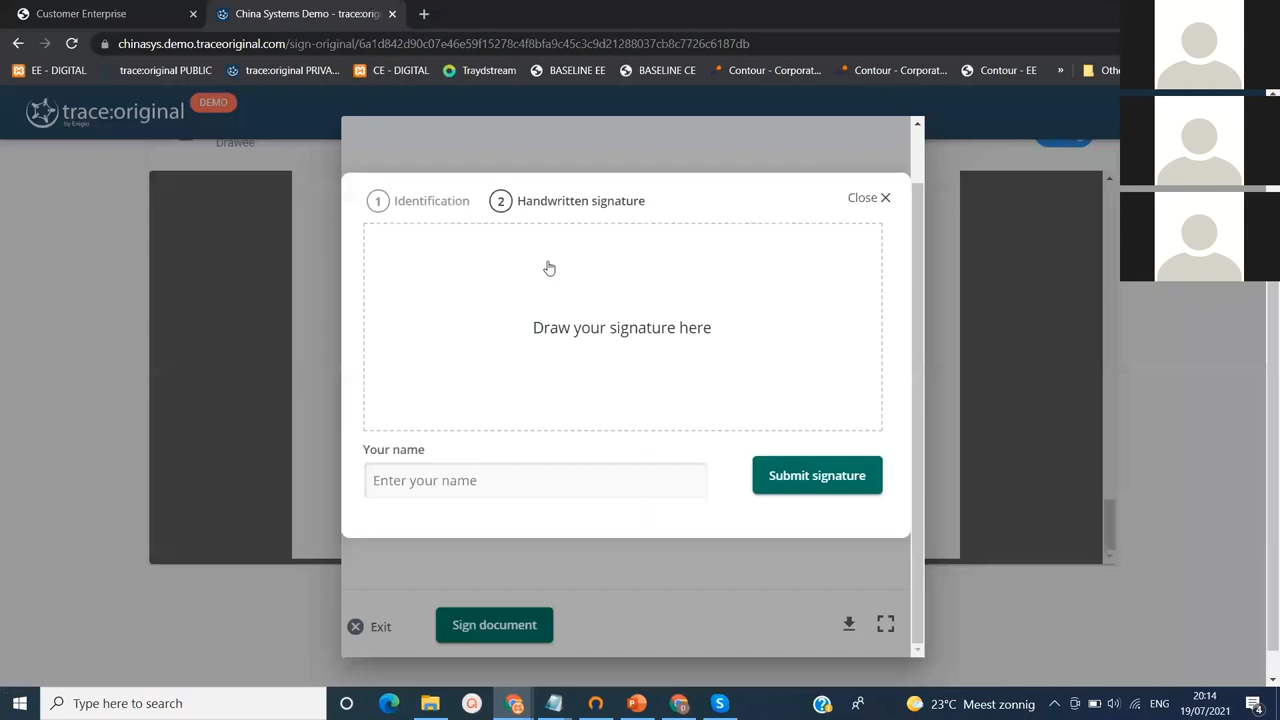 Customer Enterprise
China Systems Demo - trace:orig
chinasys.demo.traceoriginal.com/sign-original/6a1d842d90c07e46e59f15278c4f8bfa9c45c3c9d21288037cb8c7726c6187db
EE - DIGITAL
trace:original PUBLIC
trace:original PRIVA...
CE - DIGITAL
Traydstream
BASELINE EE
BASELINE CE
Contour - Corporat...
Contour - Corporat...
Contour - EE
»
Oth
trace:original
by Enigio
DEMO
Drawee
1 Identification
2 Handwritten signature
Close
Draw your signature here
Your name
Enter your name
Submit signature
Exit
Sign document
Type here to search
23°C Meest zonnig
ENG
20:14
19/07/2021
4